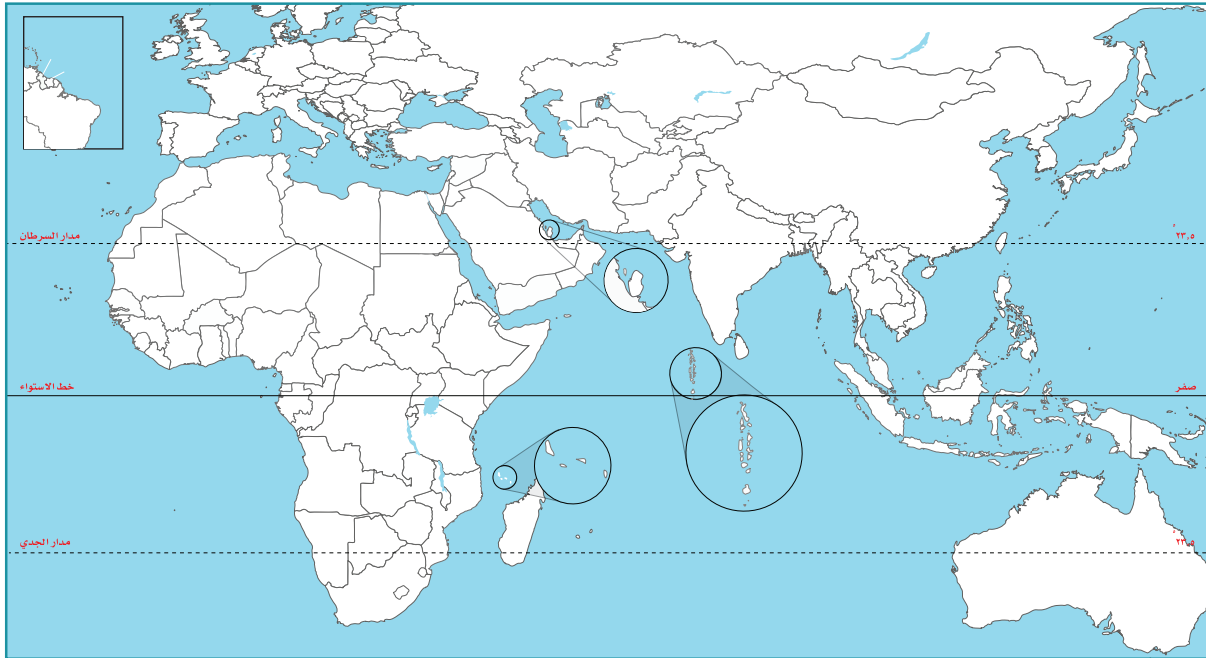 مدار السرطان
°٢٣,٥
خط الاستواء
صفر
مدار الجدي
°٢٣,٥